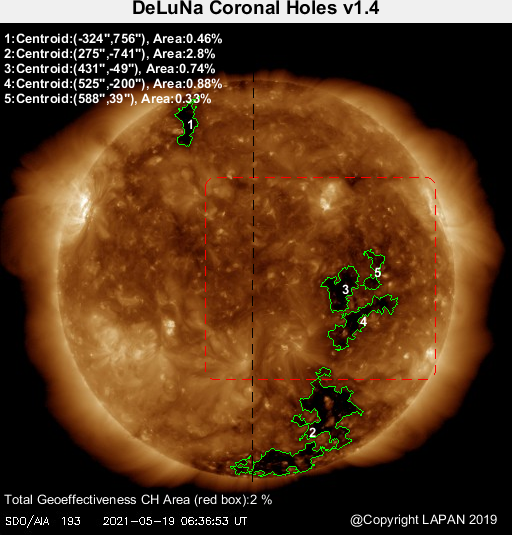 DeLuNa Coronal Holes v1.4
1:Centroid:(-324",756"), Area:0.46%
2:Centroid:(275",-741"), Area:2.8%
3:Centroid:(431",-49"), Area:0.74%
4:Centroid:(525",-200"), Area:0.88%
5:Centroid:(588",39"), Area:0.33%
1
5
3
4
2
Total Geoeffectiveness CH Area (red box):2 %
SDO/AIA 193 2021-05-19 06:36:53 UT
@Copyright LAPAN 2019